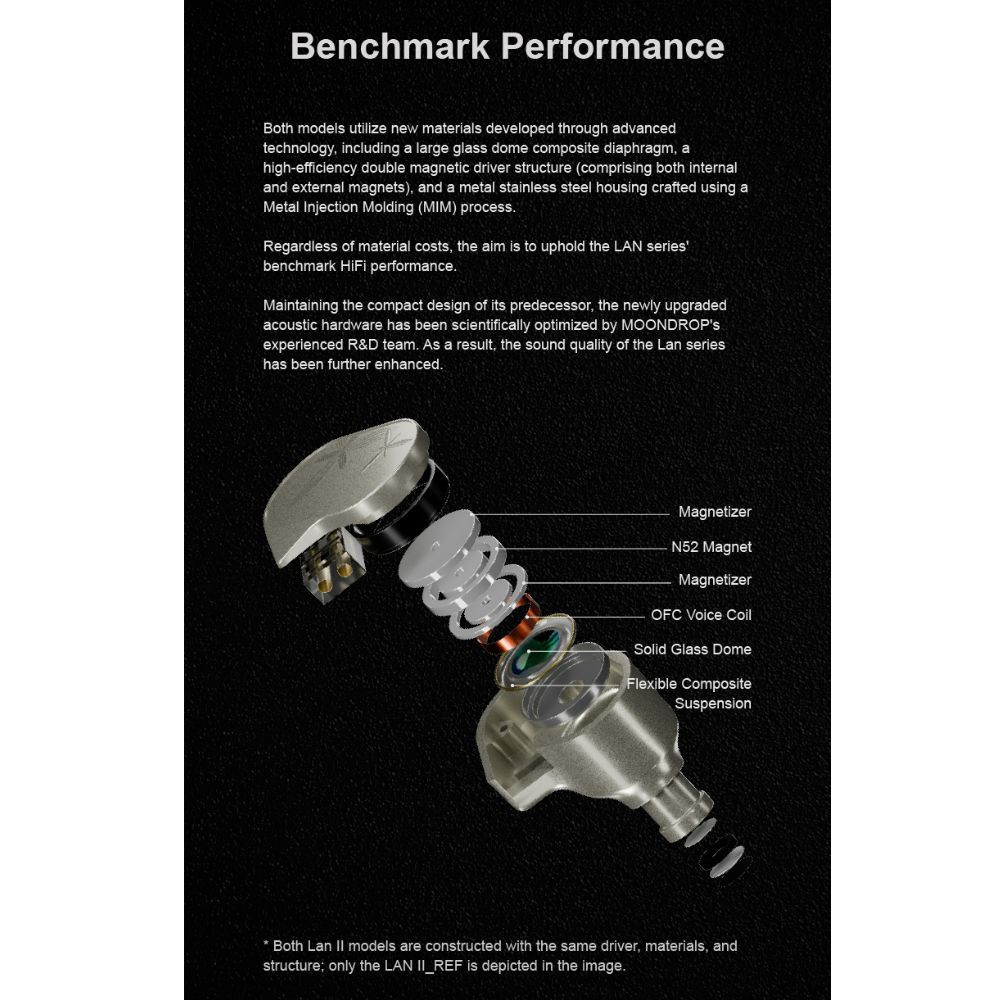 Benchmark Performance
Both models utilize new materials developed through advanced
technology, including a large glass dome composite diaphragm, a
high-efficiency double magnetic driver structure (comprising both internal
and external magnets), and a metal stainless steel housing crafted using a
Metal Injection Molding (MIM) process.
Regardless of material costs, the aim is to uphold the LAN series'
benchmark HiFi performance.
Maintaining the compact design of its predecessor, the newly upgraded
acoustic hardware has been scientifically optimized by MOONDROP's
experienced R&D team. As a result, the sound quality of the Lan series
has been further enhanced.
Magnetizer
N52 Magnet
Magnetizer
OFC Voice Coil
Solid Glass Dome
Flexible Composite
Suspension
* Both Lan II models are constructed with the same driver, materials, and
structure; only the LAN II_REF is depicted in the image.